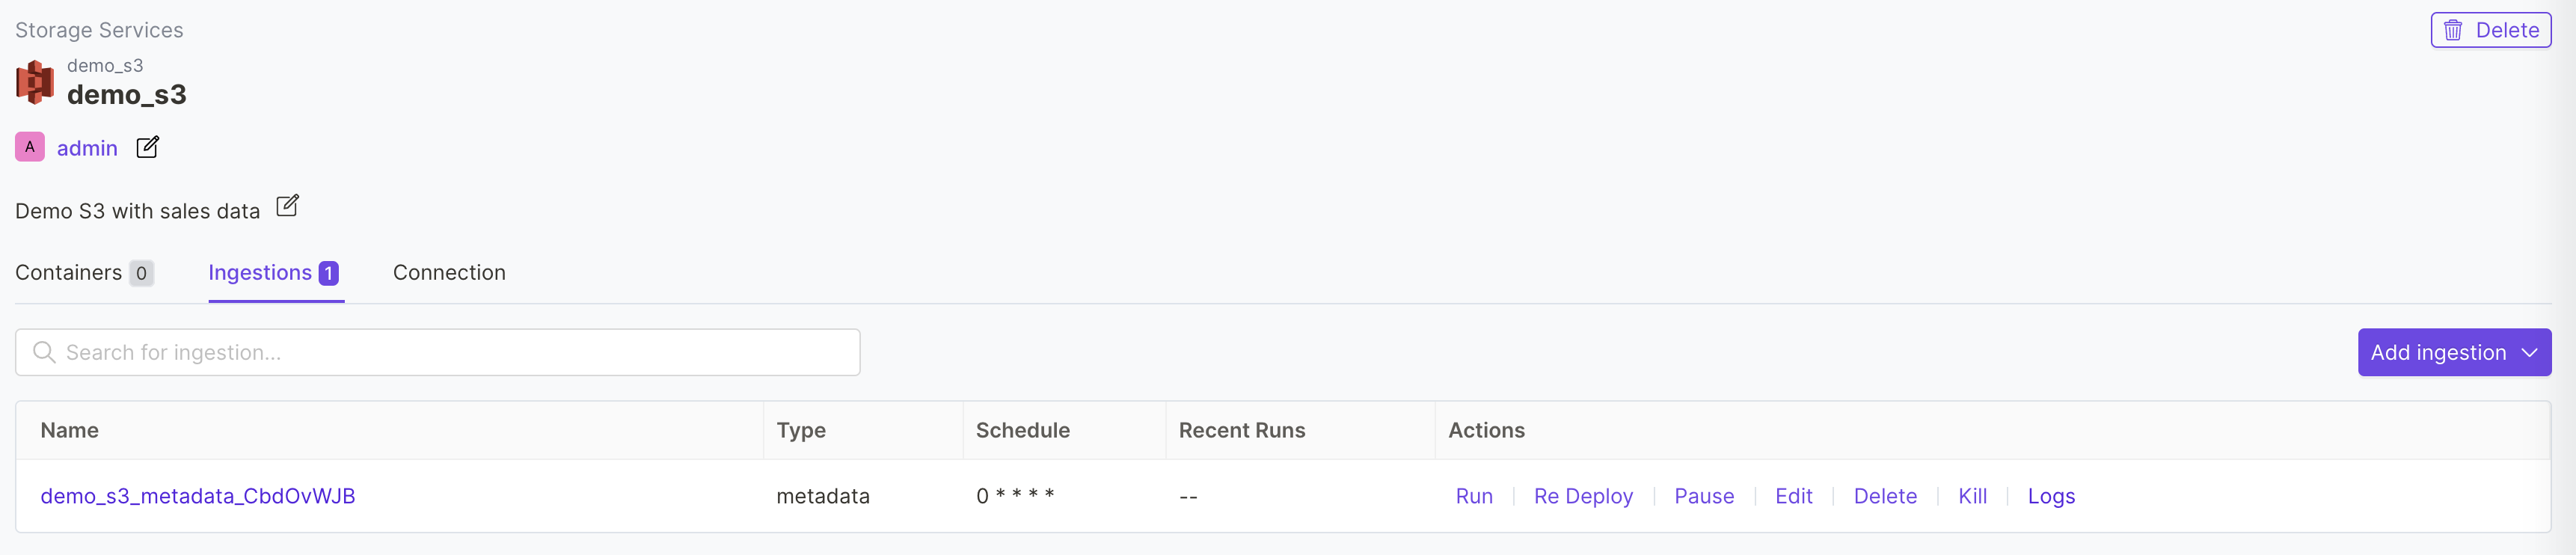 Storage Services
Delete
demo_s3
demo_s3
A admin
Demo S3 with sales data
Containers 0 Ingestions 1 Connection
Search for ingestion...
Add ingestion
Name Type Schedule Recent Runs Actions
demo_s3_metadata_CbdOvWJB metadata 0 * * * * -- Run Re Deploy Pause Edit Delete Kill Logs